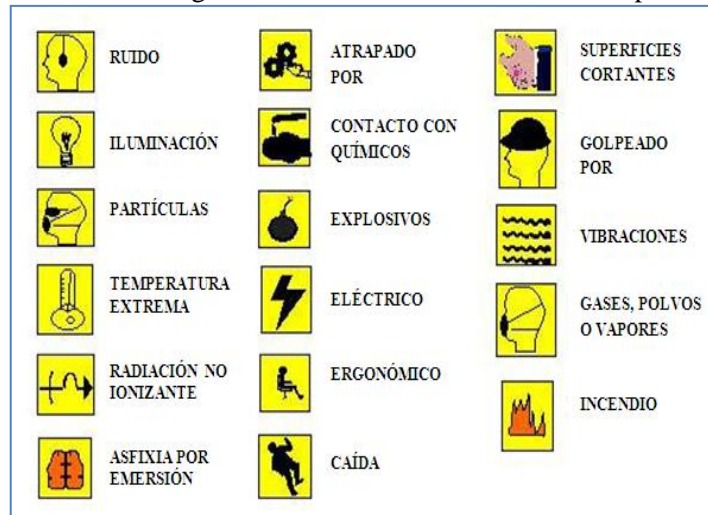 RUIDO
ILUMINACIÓN
PARTÍCULAS
TEMPERATURA
EXTREMA
RADIACIÓN NO
IONIZANTE
ASFIXIA POR
EMERSIÓN
ATRAPADO
POR
CONTACTO CON
QUÍMICOS
EXPLOSIVOS
ELÉCTRICO
ERGONÓMICO
CAÍDA
SUPERFICIES
CORTANTES
GOLPEADO
POR
VIBRACIONES
GASES, POLVOS
O VAPORES
INCENDIO